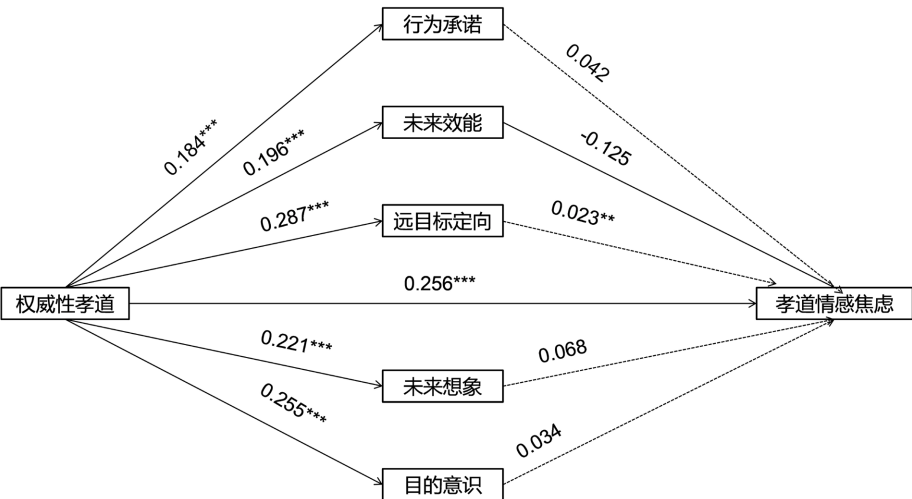 行为承诺
0.042
0.184***
未来效能
0.196***
-0.125
远目标定向
0.287***
0.023**
0.256***
权威性孝道
孝道情感焦虑
0.221***
0.068
未来想象
0.255***
0.034
目的意识